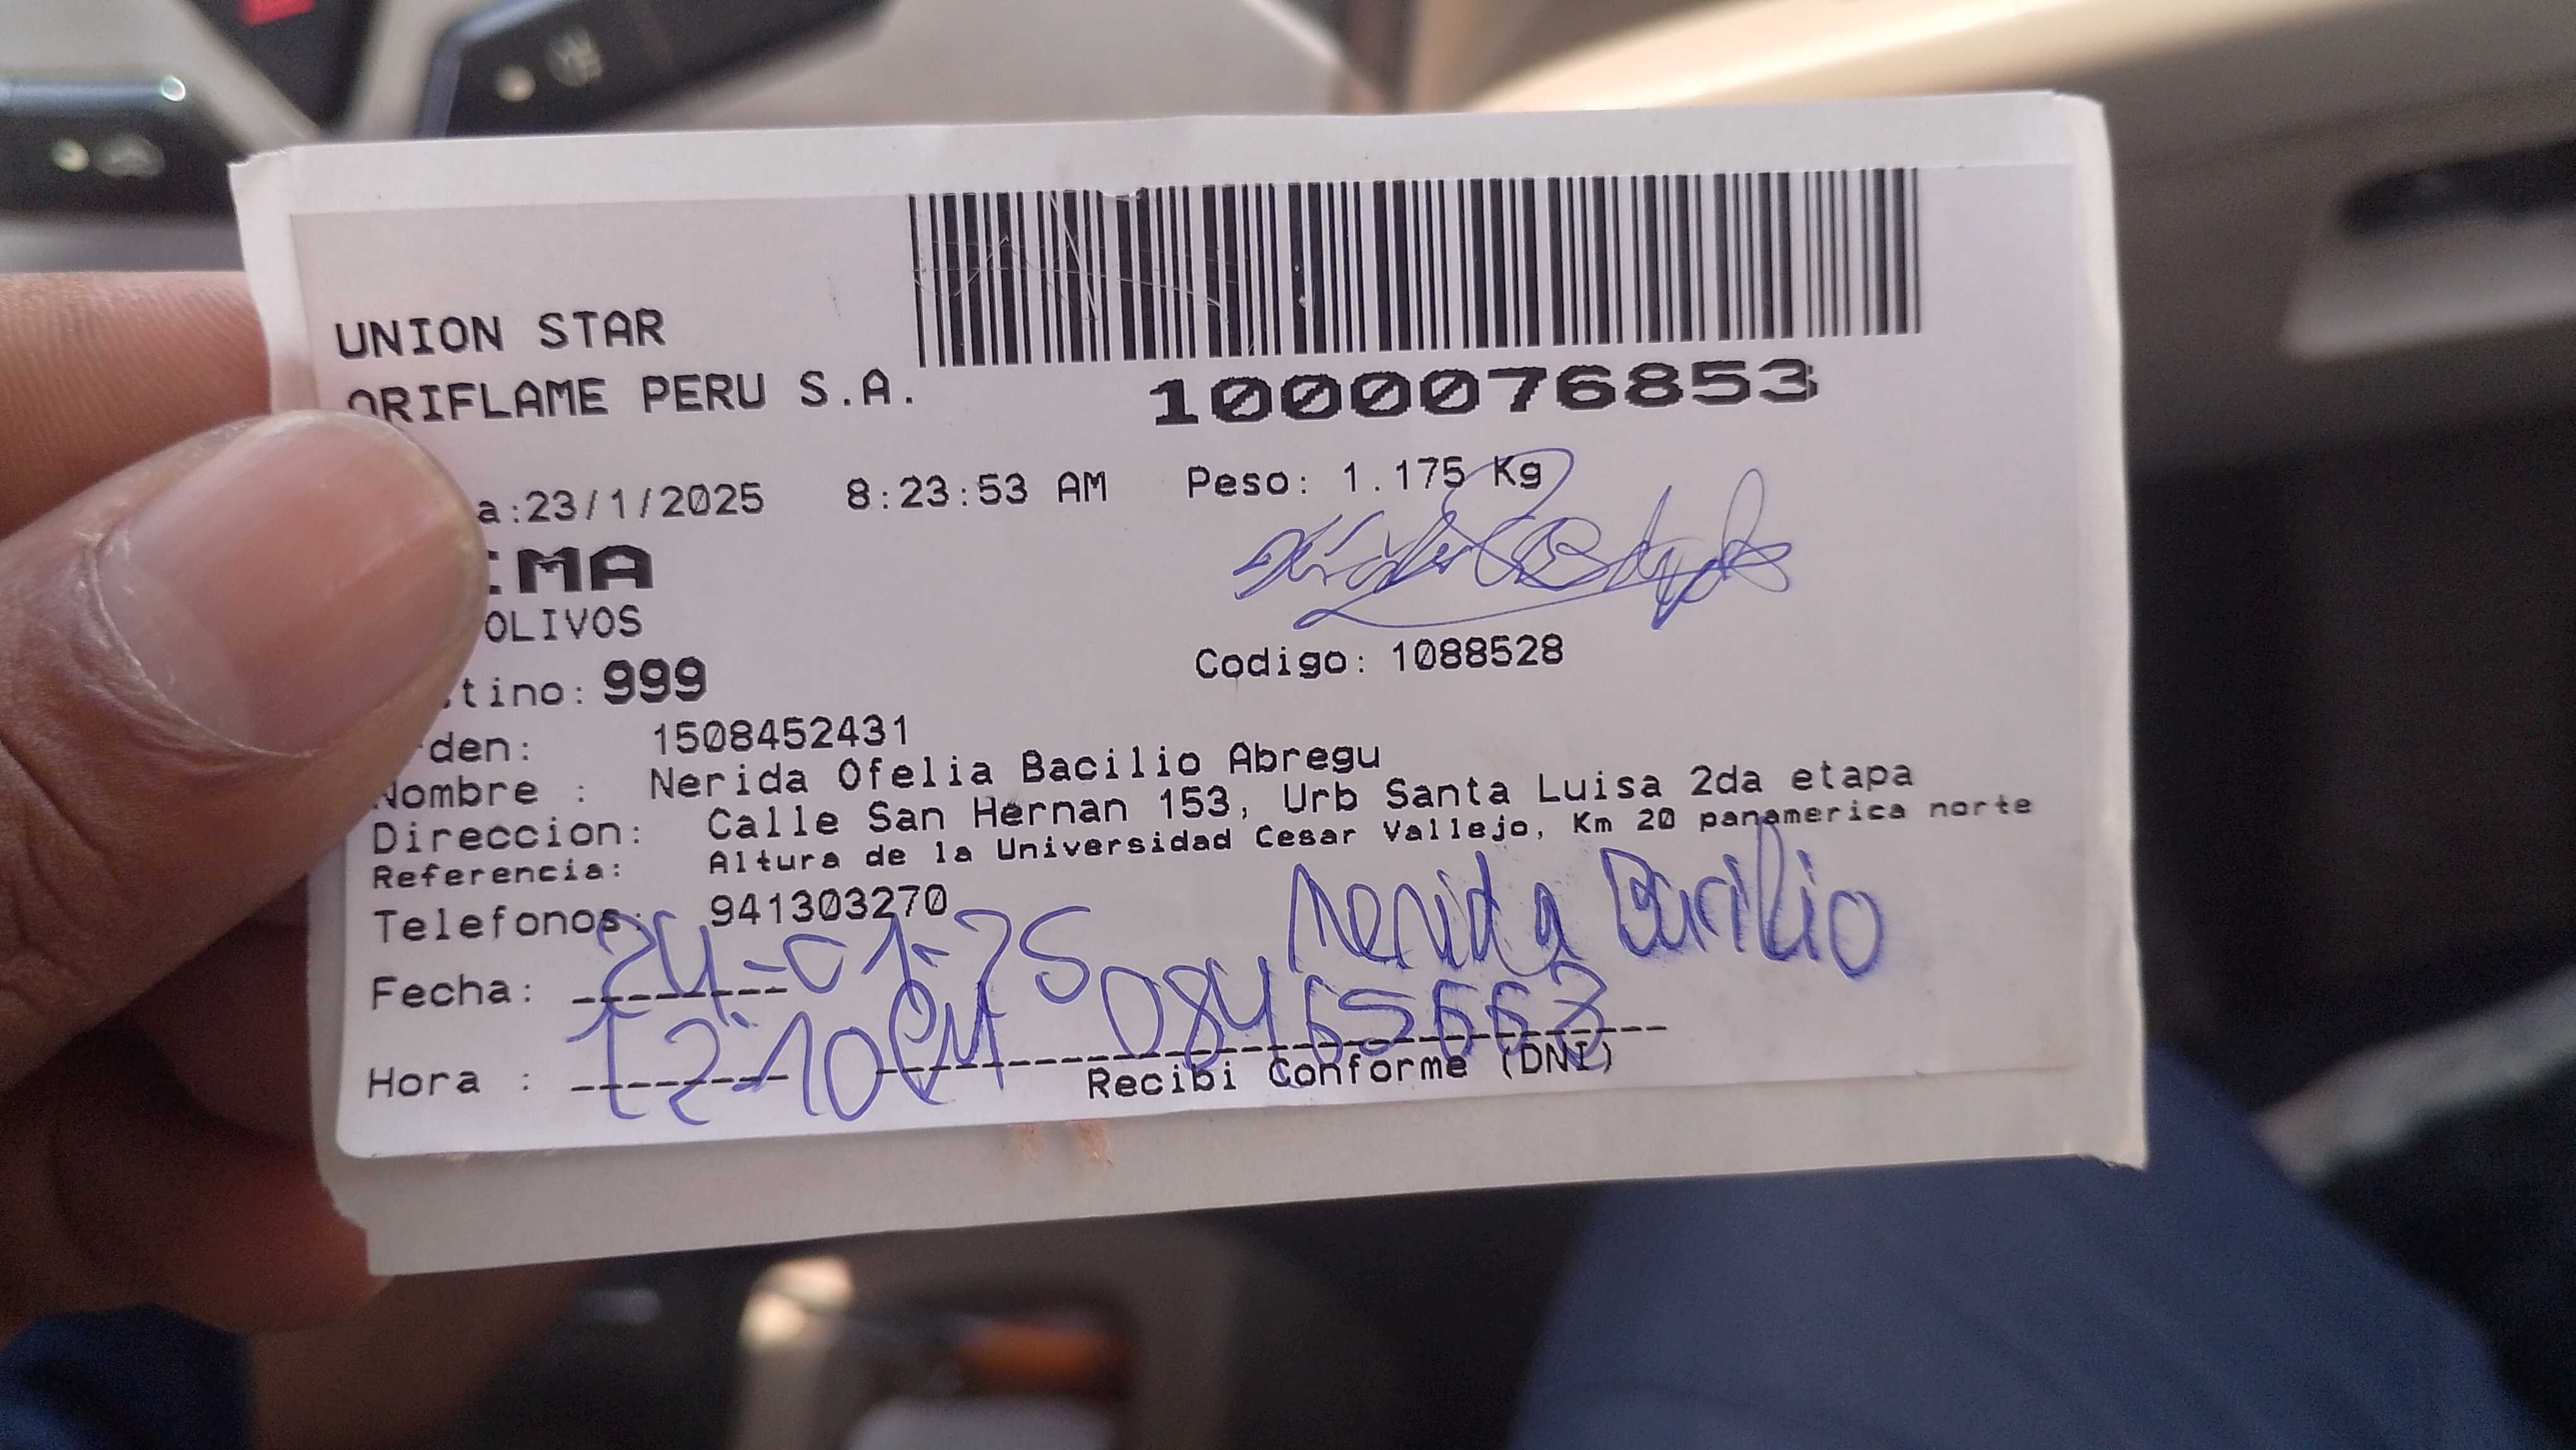 UNION STAR
ORIFLAME PERU S.A.
1000076853
a:23/1/2025 8:23:53 AM Peso: 1.175 Kg
IMA
OLIVOS
tino: 999 Codigo: 1088528
rden: 1508452431
Nombre : Nerida Ofelia Bacilio Abregu
Direccion: Calle San Hernan 153, Urb Santa Luisa 2da etapa
Referencia: Altura de la Universidad Cesar Vallejo, Km 20 panamerica norte
Telefonos: 941303270
Nerida Bacilio
Fecha: 24-01-25
Hora : 12:10 PM 08465663
Recibi Conforme (DNI)